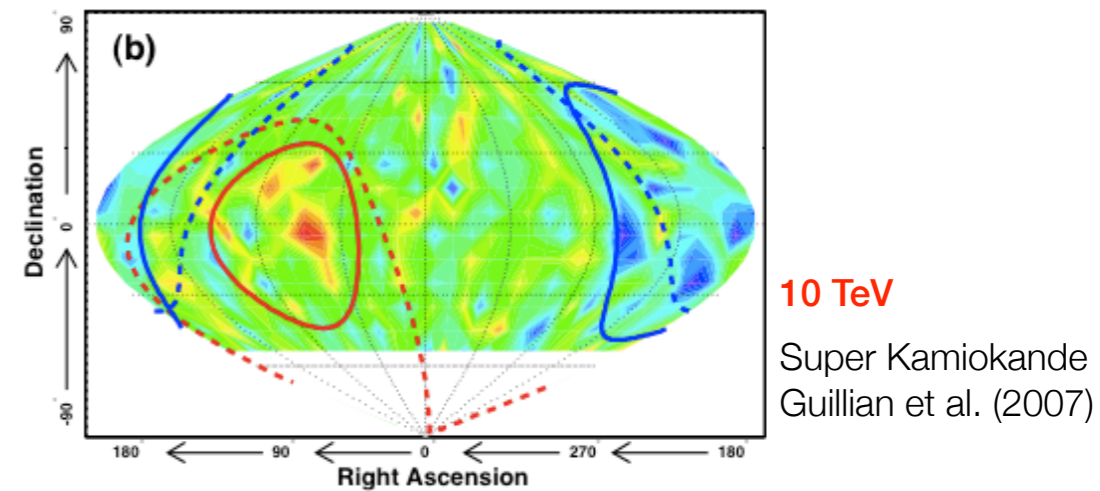 (b)
90
0
-90
Declination
180
90
0
270
180
Right Ascension
10 TeV
Super Kamiokande
Guillian et al. (2007)